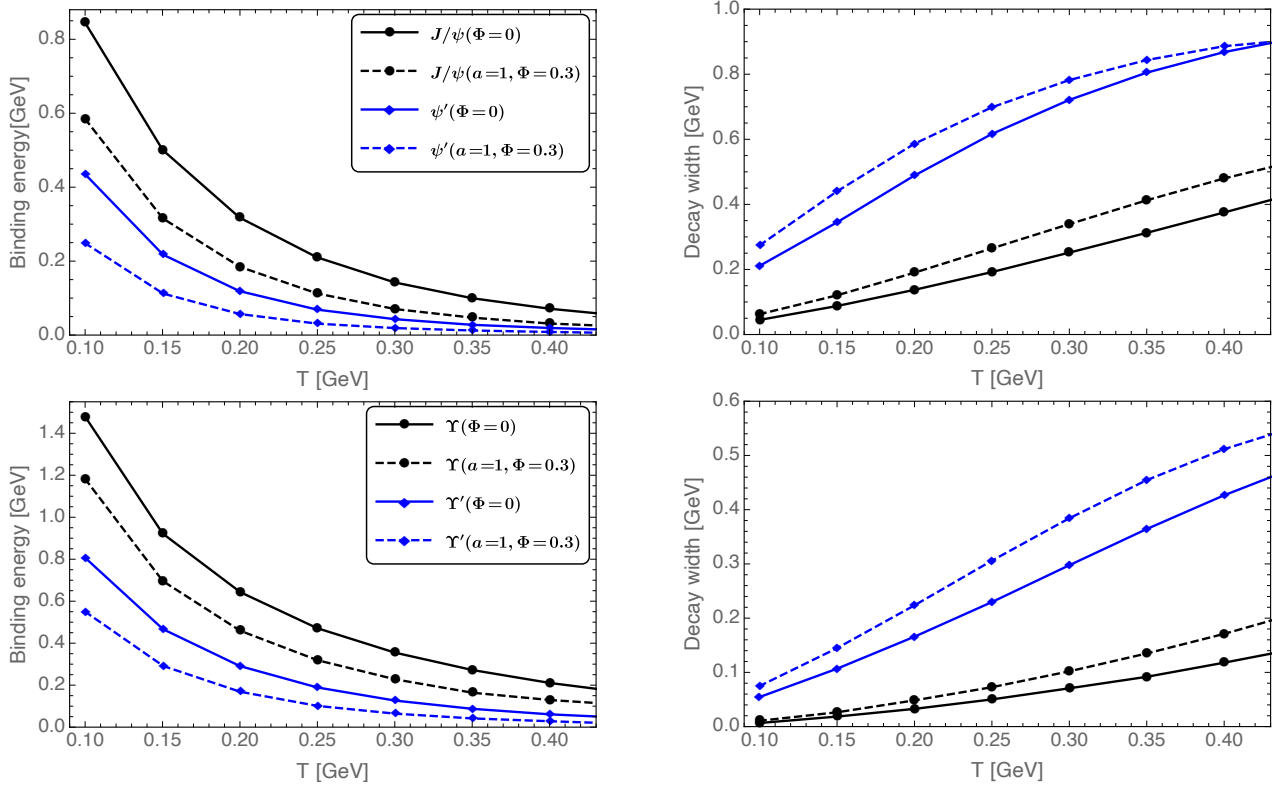 Binding energy[GeV]
0.8
0.6
0.4
0.2
0.0
J/ψ(Φ=0)
J/ψ(a=1,Φ=0.3)
ψ′(Φ=0)
ψ′(a=1,Φ=0.3)
0.10 0.15 0.20 0.25 0.30 0.35 0.40
T [GeV]
Decay width [GeV]
1.0
0.8
0.6
0.4
0.2
0.0
0.10 0.15 0.20 0.25 0.30 0.35 0.40
T [GeV]
Binding energy [GeV]
1.4
1.2
1.0
0.8
0.6
0.4
0.2
0.0
ϒ(Φ=0)
ϒ(a=1,Φ=0.3)
ϒ′(Φ=0)
ϒ′(a=1,Φ=0.3)
0.10 0.15 0.20 0.25 0.30 0.35 0.40
T [GeV]
Decay width [GeV]
0.6
0.5
0.4
0.3
0.2
0.1
0.0
0.10 0.15 0.20 0.25 0.30 0.35 0.40
T [GeV]